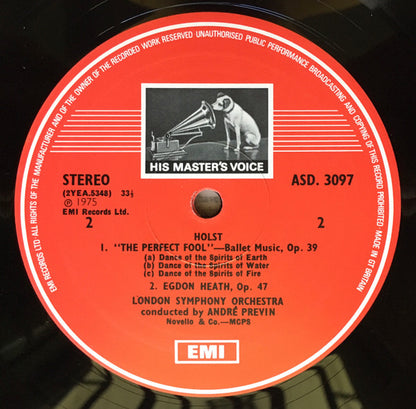 ALL RIGHTS OF THE MANUFACTURER AND OF THE OWNER OF THE RECORDED WORK RESERVED UNAUTHORISED PUBLIC PERFORMANCE BROADCASTING AND COPYING OF THIS RECORD PROHIBITED MADE IN GT BRITAIN
EMI RECORDS LTD
HIS MASTER'S VOICE
STEREO
ASD. 3097
(2YEA.5348) 33⅓
Ⓟ 1975
EMI Records Ltd.
2
2
HOLST
1. "THE PERFECT FOOL"—Ballet Music, Op. 39
(a) Dance of the Spirits of Earth
(b) Dance of the Spirits of Water
(c) Dance of the Spirits of Fire
2. EGDON HEATH, Op. 47
LONDON SYMPHONY ORCHESTRA
conducted by ANDRÉ PREVIN
Novello & Co.—MCPS
EMI